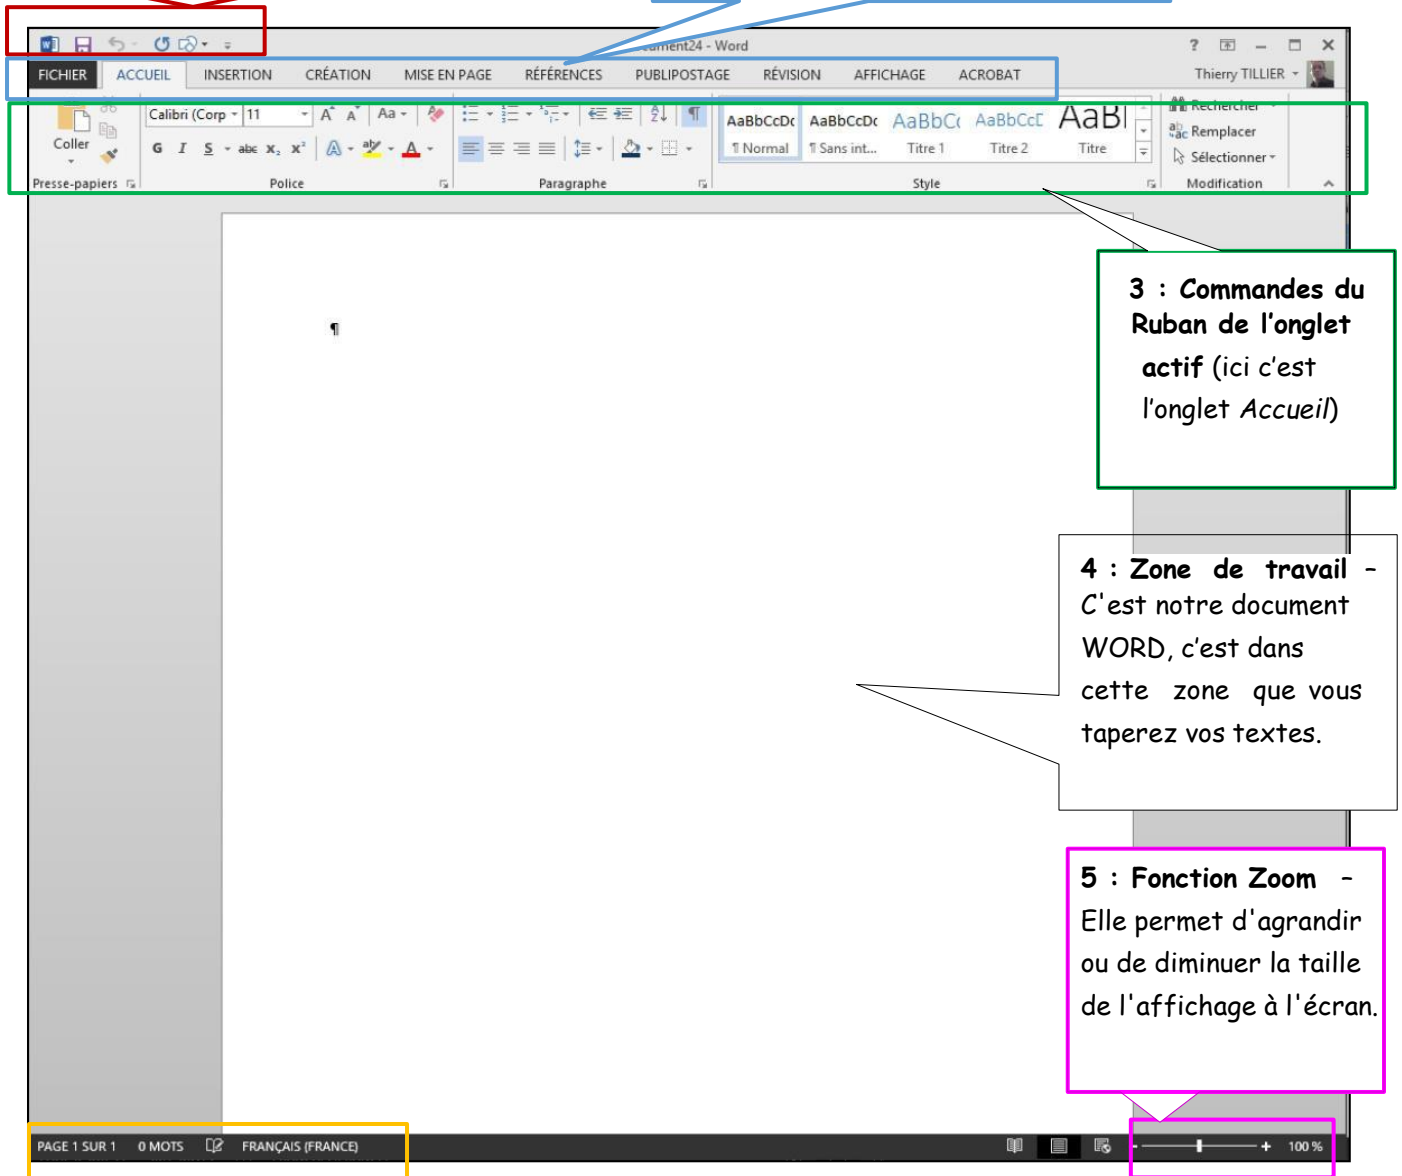 - Word
FICHIER ACCUEIL INSERTION CRÉATION MISE EN PAGE RÉFÉRENCES PUBLIPOSTAGE RÉVISION AFFICHAGE ACROBAT Thierry TILLIER
Calibri (Corp 11 Aa
Rechercher
Coller
G I S abc X₂ X² A ab A
AaBbCcDc AaBbCcDc AaBbC AaBbCcC AaBl
Remplacer
¶ Normal ¶ Sans int... Titre 1 Titre 2 Titre
Sélectionner
Presse-papiers Police Paragraphe Style Modification
¶
3 : Commandes du
Ruban de l'onglet
actif (ici c'est
l'onglet Accueil)
4 : Zone de travail –
C'est notre document
WORD, c'est dans
cette zone que vous
taperez vos textes.
5 : Fonction Zoom –
Elle permet d'agrandir
ou de diminuer la taille
de l'affichage à l'écran.
PAGE 1 SUR 1 0 MOTS FRANÇAIS (FRANCE) - + 100 %